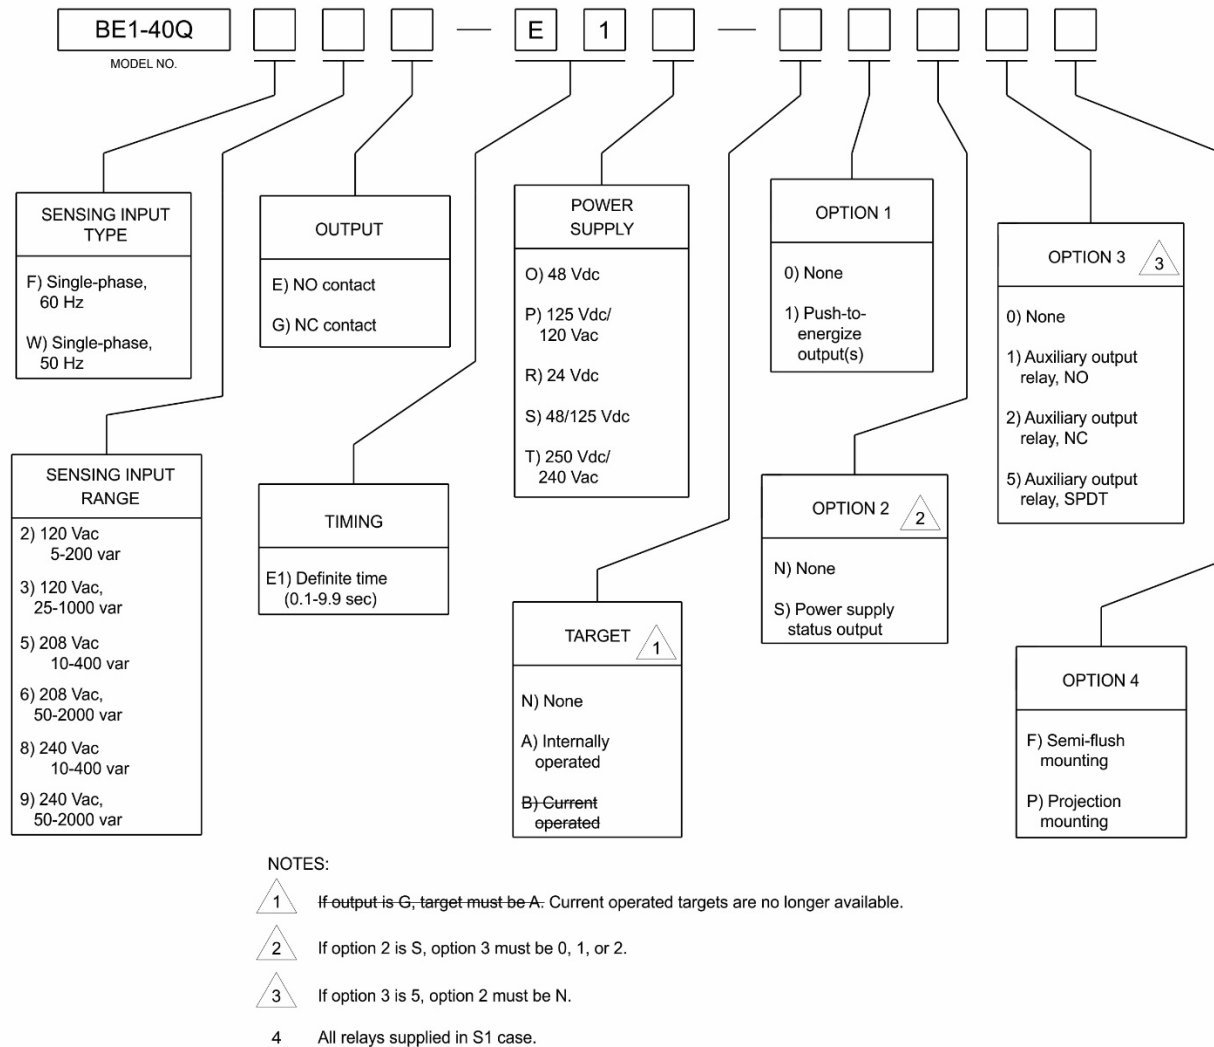 BE1-40Q
E 1
MODEL NO.
SENSING INPUT
TYPE
F) Single-phase,
60 Hz
W) Single-phase,
50 Hz
SENSING INPUT
RANGE
2) 120 Vac
5-200 var
3) 120 Vac,
25-1000 var
5) 208 Vac
10-400 var
6) 208 Vac,
50-2000 var
8) 240 Vac
10-400 var
9) 240 Vac,
50-2000 var
OUTPUT
E) NO contact
G) NC contact
TIMING
E1) Definite time
(0.1-9.9 sec)
POWER
SUPPLY
O) 48 Vdc
P) 125 Vdc/
120 Vac
R) 24 Vdc
S) 48/125 Vdc
T) 250 Vdc/
240 Vac
TARGET
1
N) None
A) Internally
operated
B) Current
operated
OPTION 1
0) None
1) Push-to-
energize
output(s)
OPTION 2
2
N) None
S) Power supply
status output
OPTION 3
3
0) None
1) Auxiliary output
relay, NO
2) Auxiliary output
relay, NC
5) Auxiliary output
relay, SPDT
OPTION 4
F) Semi-flush
mounting
P) Projection
mounting
NOTES:
1 If output is G, target must be A. Current operated targets are no longer available.
2 If option 2 is S, option 3 must be 0, 1, or 2.
3 If option 3 is 5, option 2 must be N.
4 All relays supplied in S1 case.